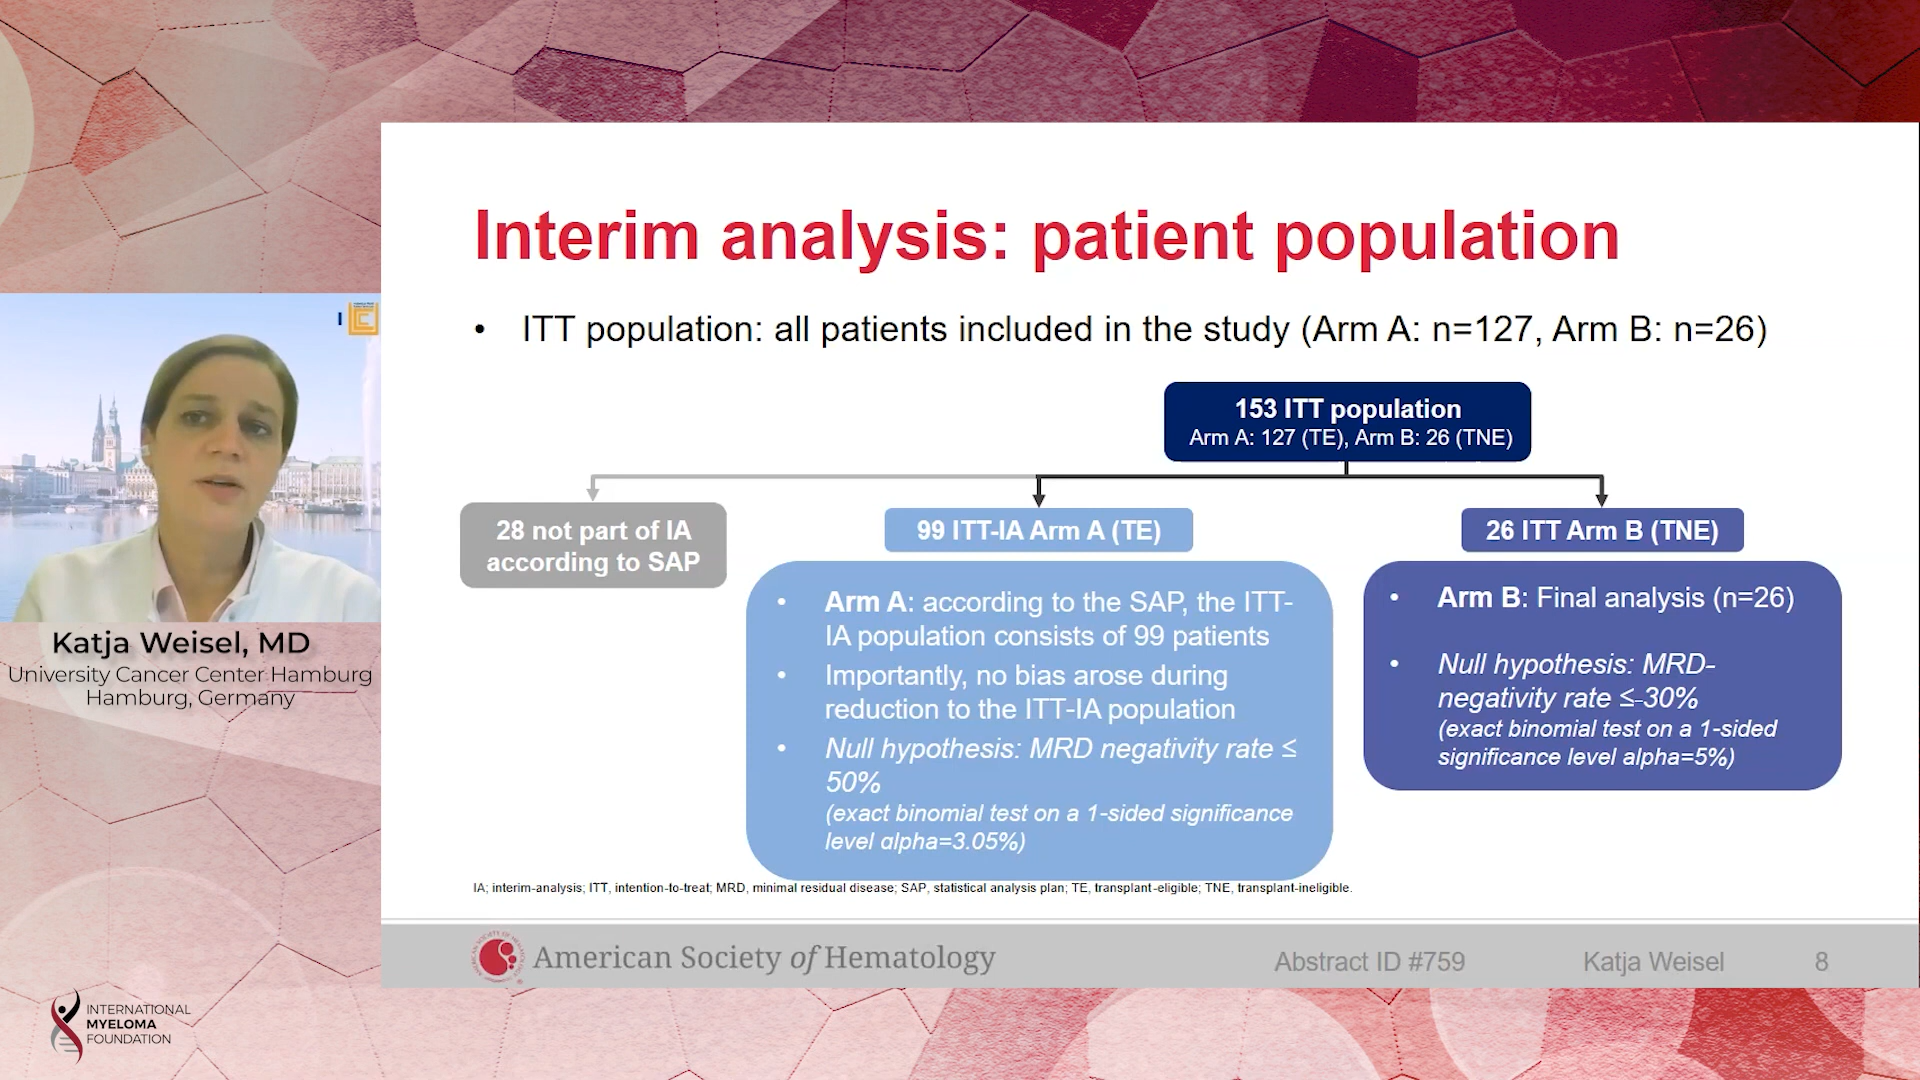 Interim analysis: patient population
• ITT population: all patients included in the study (Arm A: n=127, Arm B: n=26)
153 ITT population
Arm A: 127 (TE), Arm B: 26 (TNE)
28 not part of IA
according to SAP
99 ITT-IA Arm A (TE)
• Arm A: according to the SAP, the ITT-
IA population consists of 99 patients
• Importantly, no bias arose during
reduction to the ITT-IA population
• Null hypothesis: MRD negativity rate ≤
50%
(exact binomial test on a 1-sided significance
level alpha=3.05%)
26 ITT Arm B (TNE)
• Arm B: Final analysis (n=26)
• Null hypothesis: MRD-
negativity rate ≤-30%
(exact binomial test on a 1-sided
significance level alpha=5%)
IA; interim-analysis; ITT, intention-to-treat; MRD, minimal residual disease; SAP, statistical analysis plan; TE, transplant-eligible; TNE, transplant-ineligible.
American Society of Hematology
Abstract ID #759
Katja Weisel
8
Katja Weisel, MD
University Cancer Center Hamburg
Hamburg, Germany
INTERNATIONAL
MYELOMA
FOUNDATION